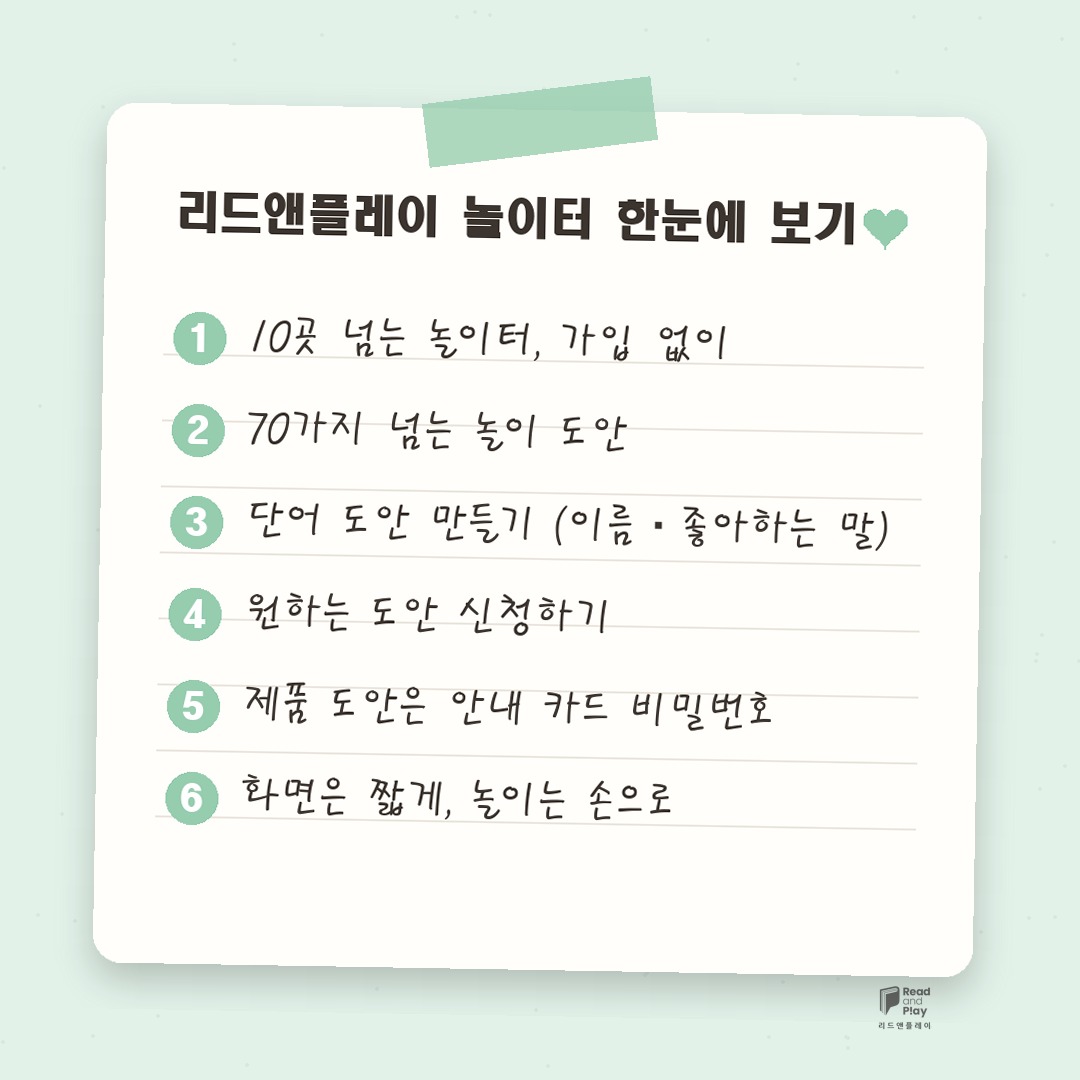 리드앤플레이 놀이터 한눈에 보기
1 10곳 넘는 놀이터, 가입 없이
2 70가지 넘는 놀이 도안
3 단어 도안 만들기 (이름·좋아하는 말)
4 원하는 도안 신청하기
5 제품 도안은 안내 카드 비밀번호
6 화면은 짧게, 놀이는 손으로
Read
and
Play
리드앤플레이